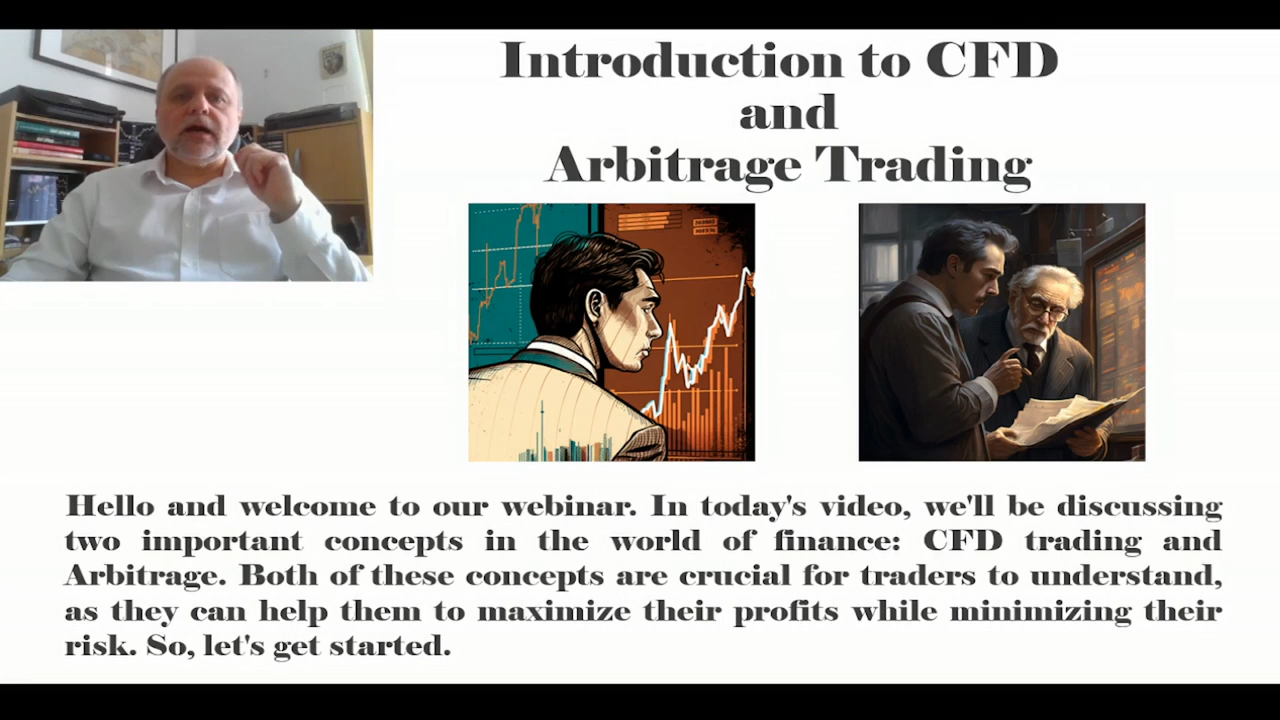 Introduction to CFD
and
Arbitrage Trading
Hello and welcome to our webinar. In today's video, we'll be discussing
two important concepts in the world of finance: CFD trading and
Arbitrage. Both of these concepts are crucial for traders to understand,
as they can help them to maximize their profits while minimizing their
risk. So, let's get started.